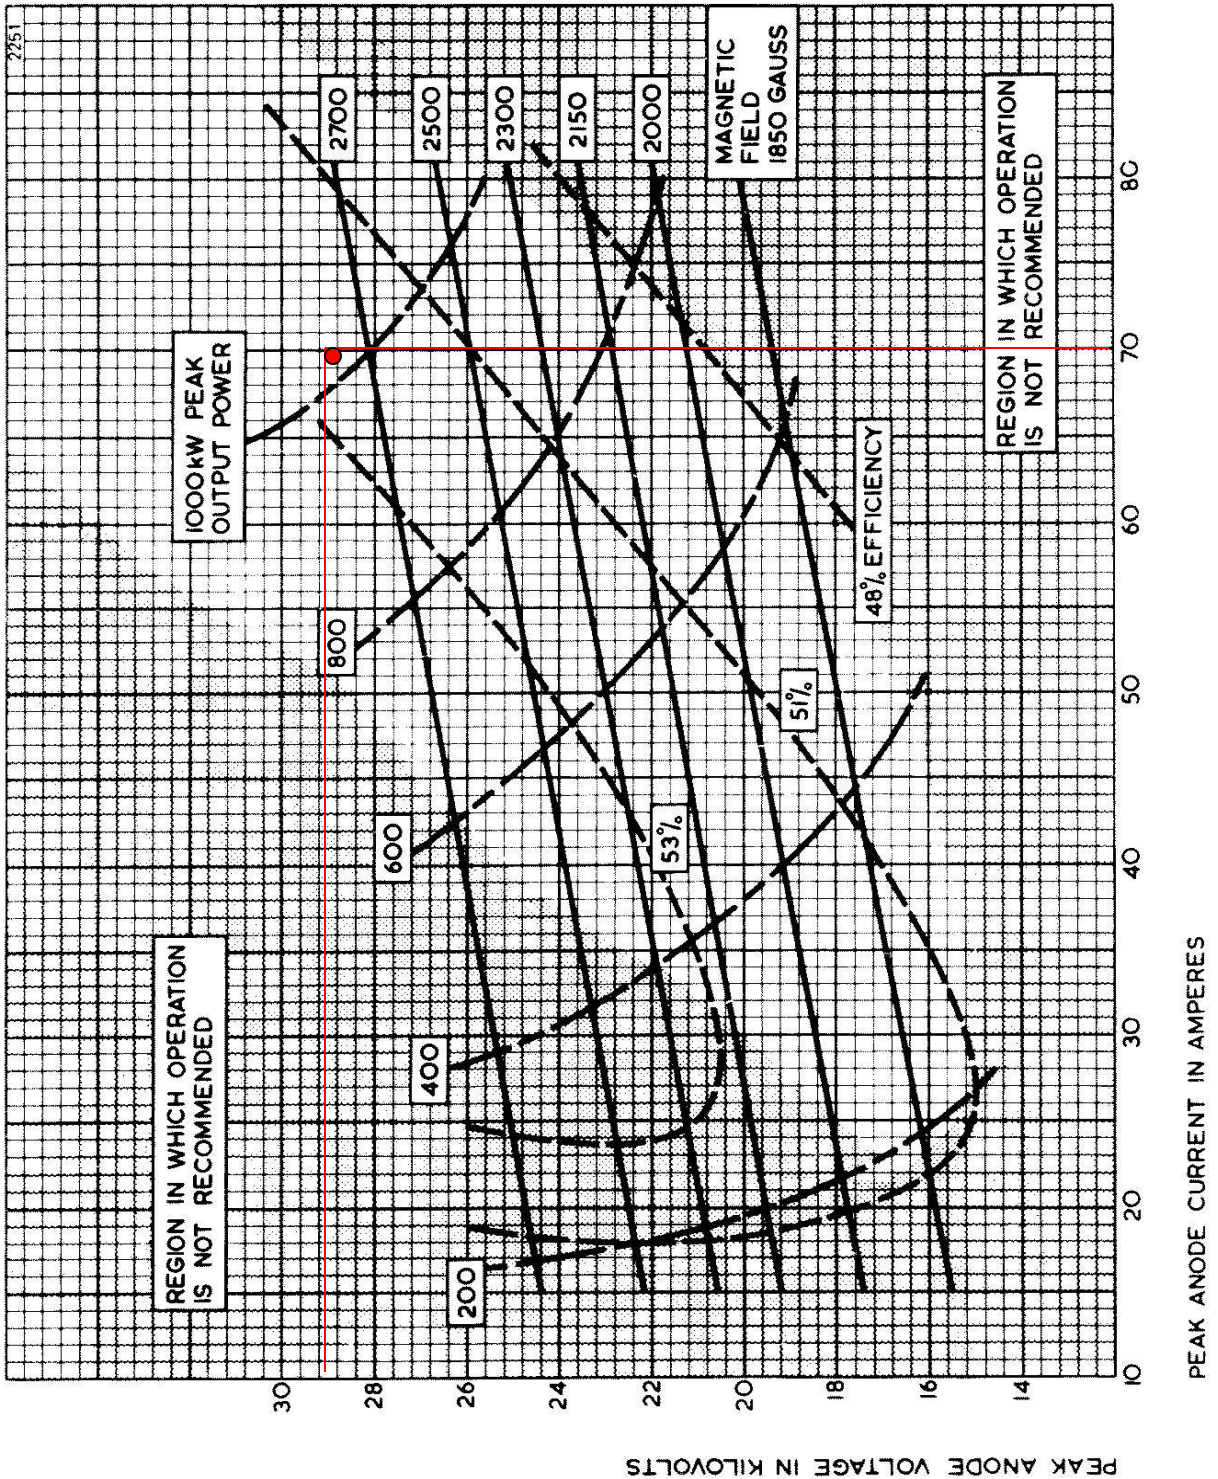 2251
2700
2500
2300
2150
2000
MAGNETIC
FIELD
1850 GAUSS
REGION IN WHICH OPERATION
IS NOT RECOMMENDED
1000kW PEAK
OUTPUT POWER
800
600
400
200
48% EFFICIENCY
51%
53%
REGION IN WHICH OPERATION
IS NOT RECOMMENDED
30
28
26
24
22
20
18
16
14
PEAK ANODE VOLTAGE IN KILOVOLTS
10
20
30
40
50
60
70
80
PEAK ANODE CURRENT IN AMPERES